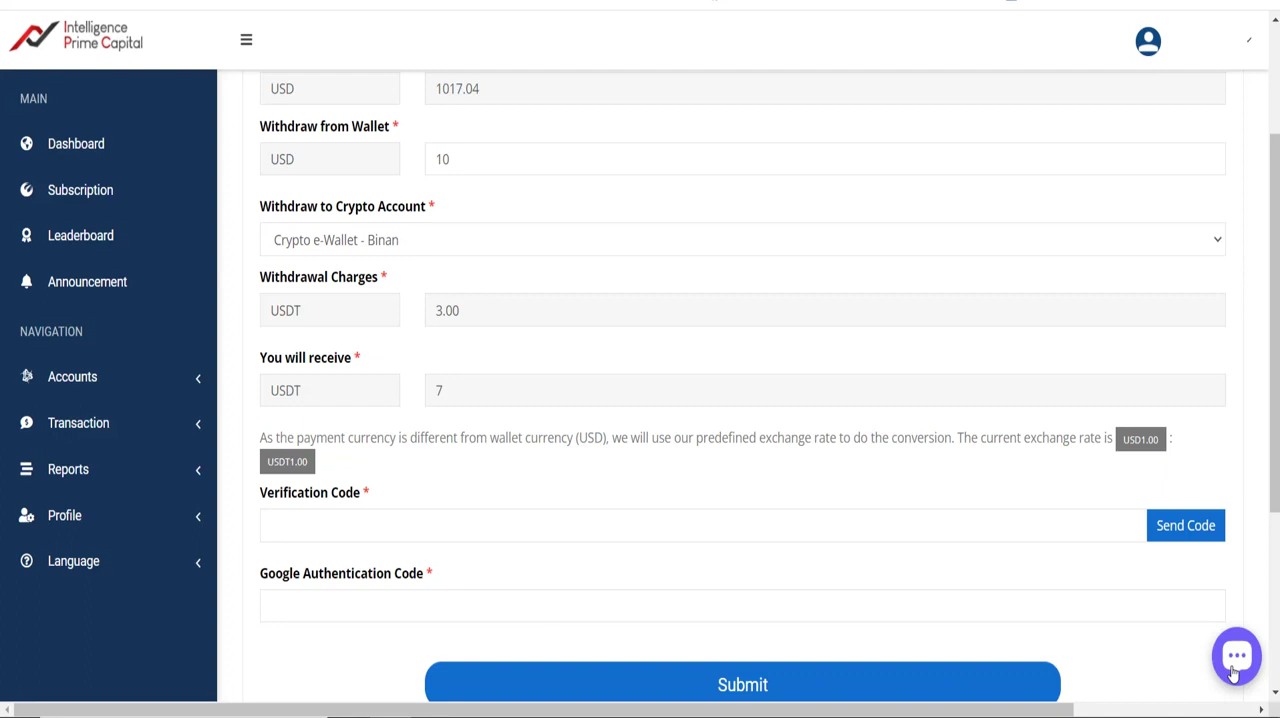 Intelligence
Prime Capital
MAIN
Dashboard
Subscription
Leaderboard
Announcement
NAVIGATION
Accounts
Transaction
Reports
Profile
Language
USD
1017.04
Withdraw from Wallet *
USD
10
Withdraw to Crypto Account *
Crypto e-Wallet - Binan
Withdrawal Charges *
USDT
3.00
You will receive *
USDT
7
As the payment currency is different from wallet currency (USD), we will use our predefined exchange rate to do the conversion. The current exchange rate is USD1.00 :
USDT1.00
Verification Code *
Send Code
Google Authentication Code *
Submit